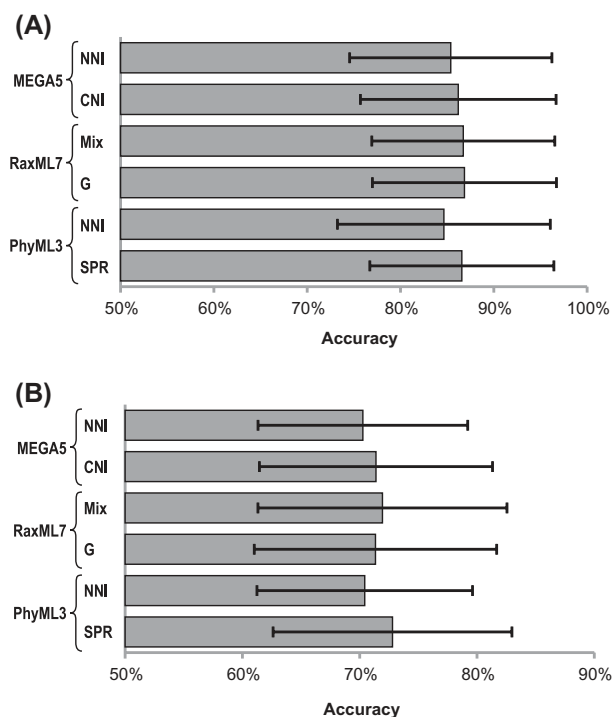 (A)
MEGA5
NNI
CNI
RaxML7
Mix
G
PhyML3
NNI
SPR
50% 60% 70% 80% 90% 100%
Accuracy
(B)
MEGA5
NNI
CNI
RaxML7
Mix
G
PhyML3
NNI
SPR
50% 60% 70% 80% 90%
Accuracy